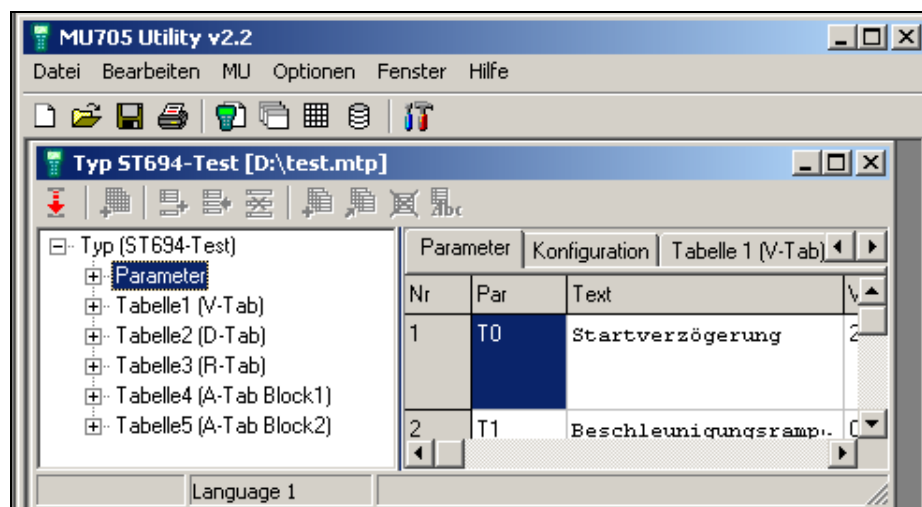 MU705 Utility v2.2
Datei Bearbeiten MU Optionen Fenster Hilfe
Typ ST694-Test [D:\test.mtp]
Abc
Typ (ST694-Test)
Parameter
Tabelle1 (V-Tab)
Tabelle2 (D-Tab)
Tabelle3 (R-Tab)
Tabelle4 (A-Tab Block1)
Tabelle5 (A-Tab Block2)
Parameter Konfiguration Tabelle 1 (V-Tab)
Nr Par Text
1 T0 Startverzögerung 2
2 T1
Language 1